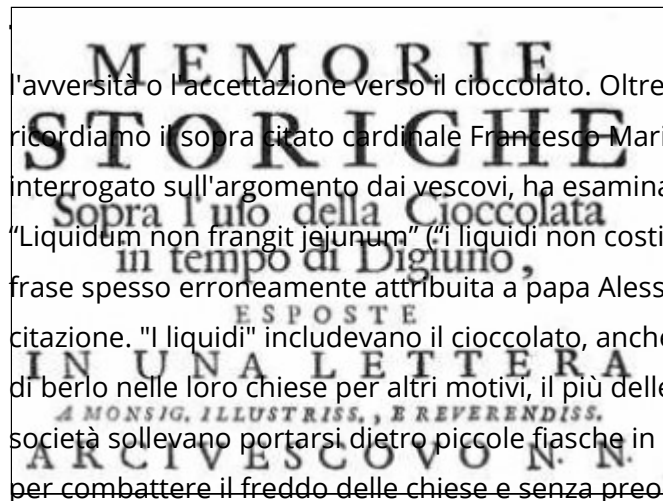 MEMORIE
l'avversità o l'accettazione verso il cioccolato. Oltre
STORICHE
ricordiamo il sopra citato cardinale Francesco Mari
interrogato sull'argomento dai vescovi, ha esamina
Sopra l'uſo della Cioccolata
“Liquidum non frangit jejunum” (“i liquidi non costi
in tempo di Digiuno,
frase spesso erroneamente attribuita a papa Aless
ESPOSTE
citazione. "I liquidi" includevano il cioccolato, anche
IN UNA LETTERA
di berlo nelle loro chiese per altri motivi, il più delle
A MONSIG. ILLUSTRISS., E REVERENDISS.
società sollevano portarsi dietro piccole fiasche in
ARCIVESCOVO N. N.
per combattere il freddo delle chiese e senza preo